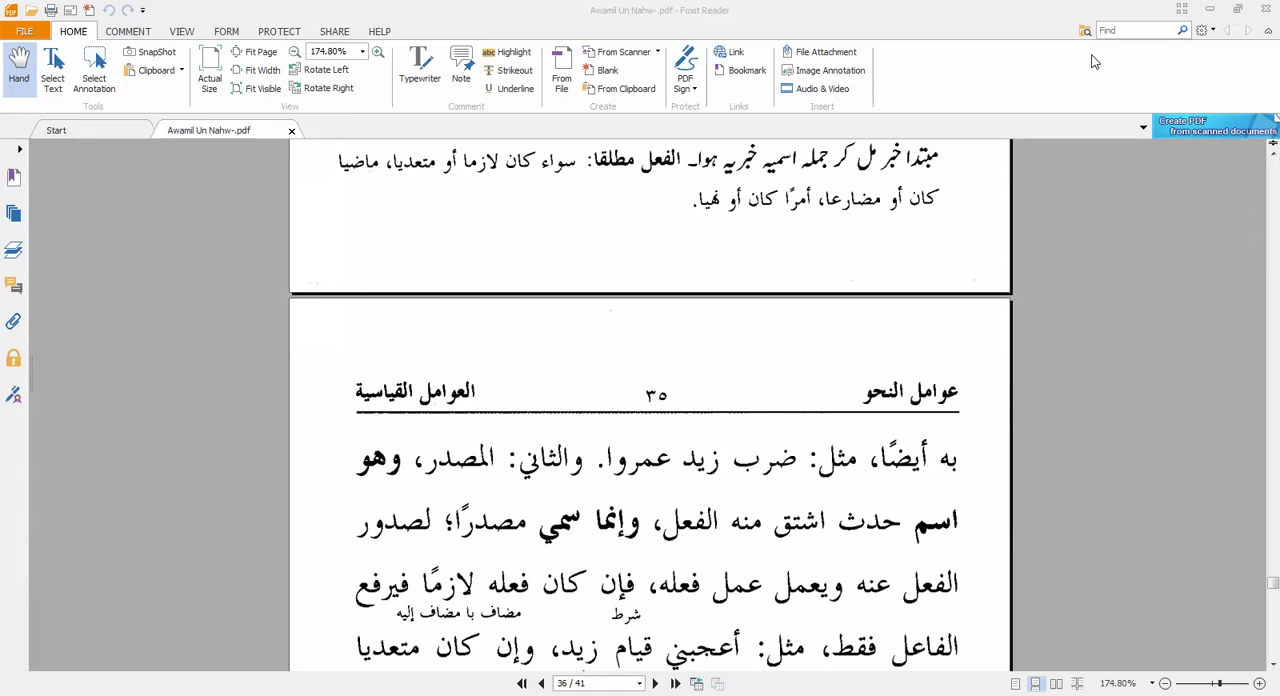 Awamil Un Nahw-.pdf - Foxit Reader
FILE HOME COMMENT VIEW FORM PROTECT SHARE HELP
Find
Hand
Select Text
Select Annotation
SnapShot
Clipboard
Tools
Actual Size
Fit Page
Fit Width
Fit Visible
174.80%
Rotate Left
Rotate Right
View
Typewriter
Note
Highlight
Strikeout
Underline
Comment
From File
From Scanner
Blank
From Clipboard
Create
PDF Sign
Protect
Link
Bookmark
Links
File Attachment
Image Annotation
Audio & Video
Insert
Start
Awamil Un Nahw-.pdf
Create PDF
from scanned documents
مبتدا خبر مل کر جملہ اسمیہ خبریہ ہوا۔ الفعل مطلقا: سواء كان لازما أو متعديا، ماضيا
كان أو مضارعا، أمرًا كان أو نهيا.
عوامل النحو ٣٥ العوامل القياسية
به أيضًا، مثل: ضرب زيد عمروا. والثاني: المصدر، وهو
اسم حدث اشتق منه الفعل، وإنما سمي مصدرًا؛ لصدور
الفعل عنه ويعمل عمل فعله، فإن كان فعله لازمًا فيرفع
شرط مضاف با مضاف إليه
الفاعل فقط، مثل: أعجبني قيام زيد، وإن كان متعديا
36 / 41
174.80%